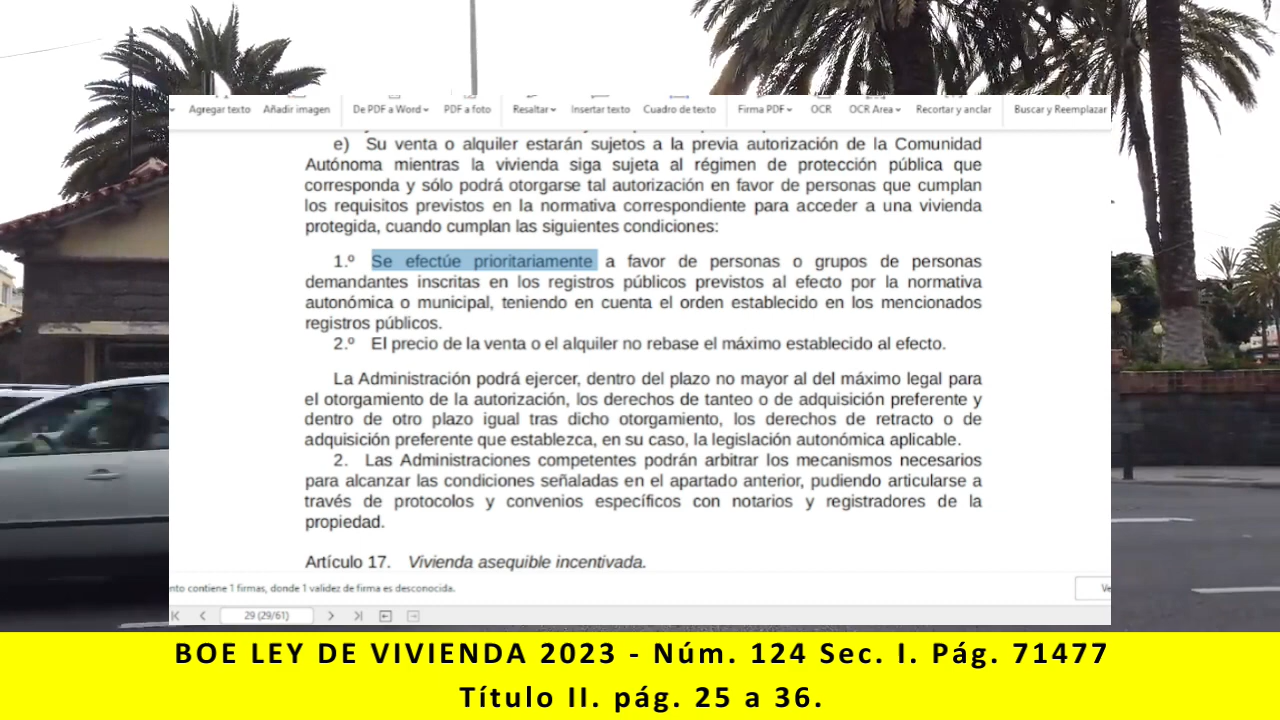 Agregar texto Añadir imagen De PDF a Word PDF a foto Resaltar Insertar texto Cuadro de texto Firma PDF OCR OCR Area Recortar y anclar Buscar y Reemplazar
e) Su venta o alquiler estarán sujetos a la previa autorización de la Comunidad
Autónoma mientras la vivienda siga sujeta al régimen de protección pública que
corresponda y sólo podrá otorgarse tal autorización en favor de personas que cumplan
los requisitos previstos en la normativa correspondiente para acceder a una vivienda
protegida, cuando cumplan las siguientes condiciones:
1.º Se efectúe prioritariamente a favor de personas o grupos de personas
demandantes inscritas en los registros públicos previstos al efecto por la normativa
autonómica o municipal, teniendo en cuenta el orden establecido en los mencionados
registros públicos.
2.º El precio de la venta o el alquiler no rebase el máximo establecido al efecto.
La Administración podrá ejercer, dentro del plazo no mayor al del máximo legal para
el otorgamiento de la autorización, los derechos de tanteo o de adquisición preferente y
dentro de otro plazo igual tras dicho otorgamiento, los derechos de retracto o de
adquisición preferente que establezca, en su caso, la legislación autonómica aplicable.
2. Las Administraciones competentes podrán arbitrar los mecanismos necesarios
para alcanzar las condiciones señaladas en el apartado anterior, pudiendo articularse a
través de protocolos y convenios específicos con notarios y registradores de la
propiedad.
Artículo 17. Vivienda asequible incentivada.
nto contiene 1 firmas, donde 1 validez de firma es desconocida.
Ve
29 (29/61)
BOE LEY DE VIVIENDA 2023 - Núm. 124 Sec. I. Pág. 71477
Título II. pág. 25 a 36.